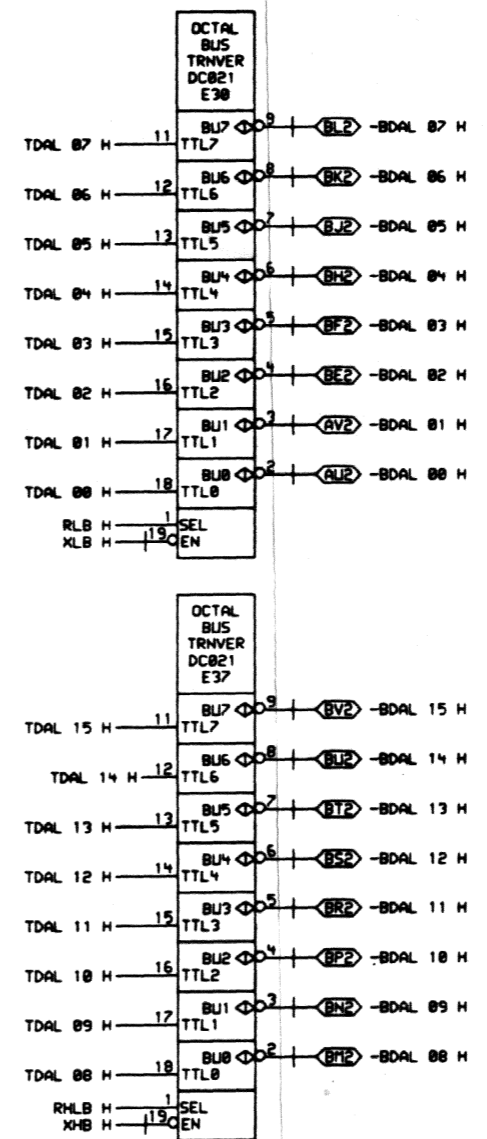 OCTAL
BUS
TRNVER
DC021
E30
BU7 9 BL2 -BDAL 07 H
TDAL 07 H 11 TTL7
BU6 8 BK2 -BDAL 06 H
TDAL 06 H 12 TTL6
BU5 7 BJ2 -BDAL 05 H
TDAL 05 H 13 TTL5
BU4 6 BH2 -BDAL 04 H
TDAL 04 H 14 TTL4
BU3 5 BF2 -BDAL 03 H
TDAL 03 H 15 TTL3
BU2 4 BE2 -BDAL 02 H
TDAL 02 H 16 TTL2
BU1 3 AV2 -BDAL 01 H
TDAL 01 H 17 TTL1
BU0 2 AU2 -BDAL 00 H
TDAL 00 H 18 TTL0
RLB H 1 SEL
XLB H 19 EN
OCTAL
BUS
TRNVER
DC021
E37
BU7 9 BV2 -BDAL 15 H
TDAL 15 H 11 TTL7
BU6 8 BU2 -BDAL 14 H
TDAL 14 H 12 TTL6
BU5 7 BT2 -BDAL 13 H
TDAL 13 H 13 TTL5
BU4 6 BS2 -BDAL 12 H
TDAL 12 H 14 TTL4
BU3 5 BR2 -BDAL 11 H
TDAL 11 H 15 TTL3
BU2 4 BP2 -BDAL 10 H
TDAL 10 H 16 TTL2
BU1 3 BN2 -BDAL 09 H
TDAL 09 H 17 TTL1
BU0 2 BM2 -BDAL 08 H
TDAL 08 H 18 TTL0
RHLB H 1 SEL
XHB H 19 EN